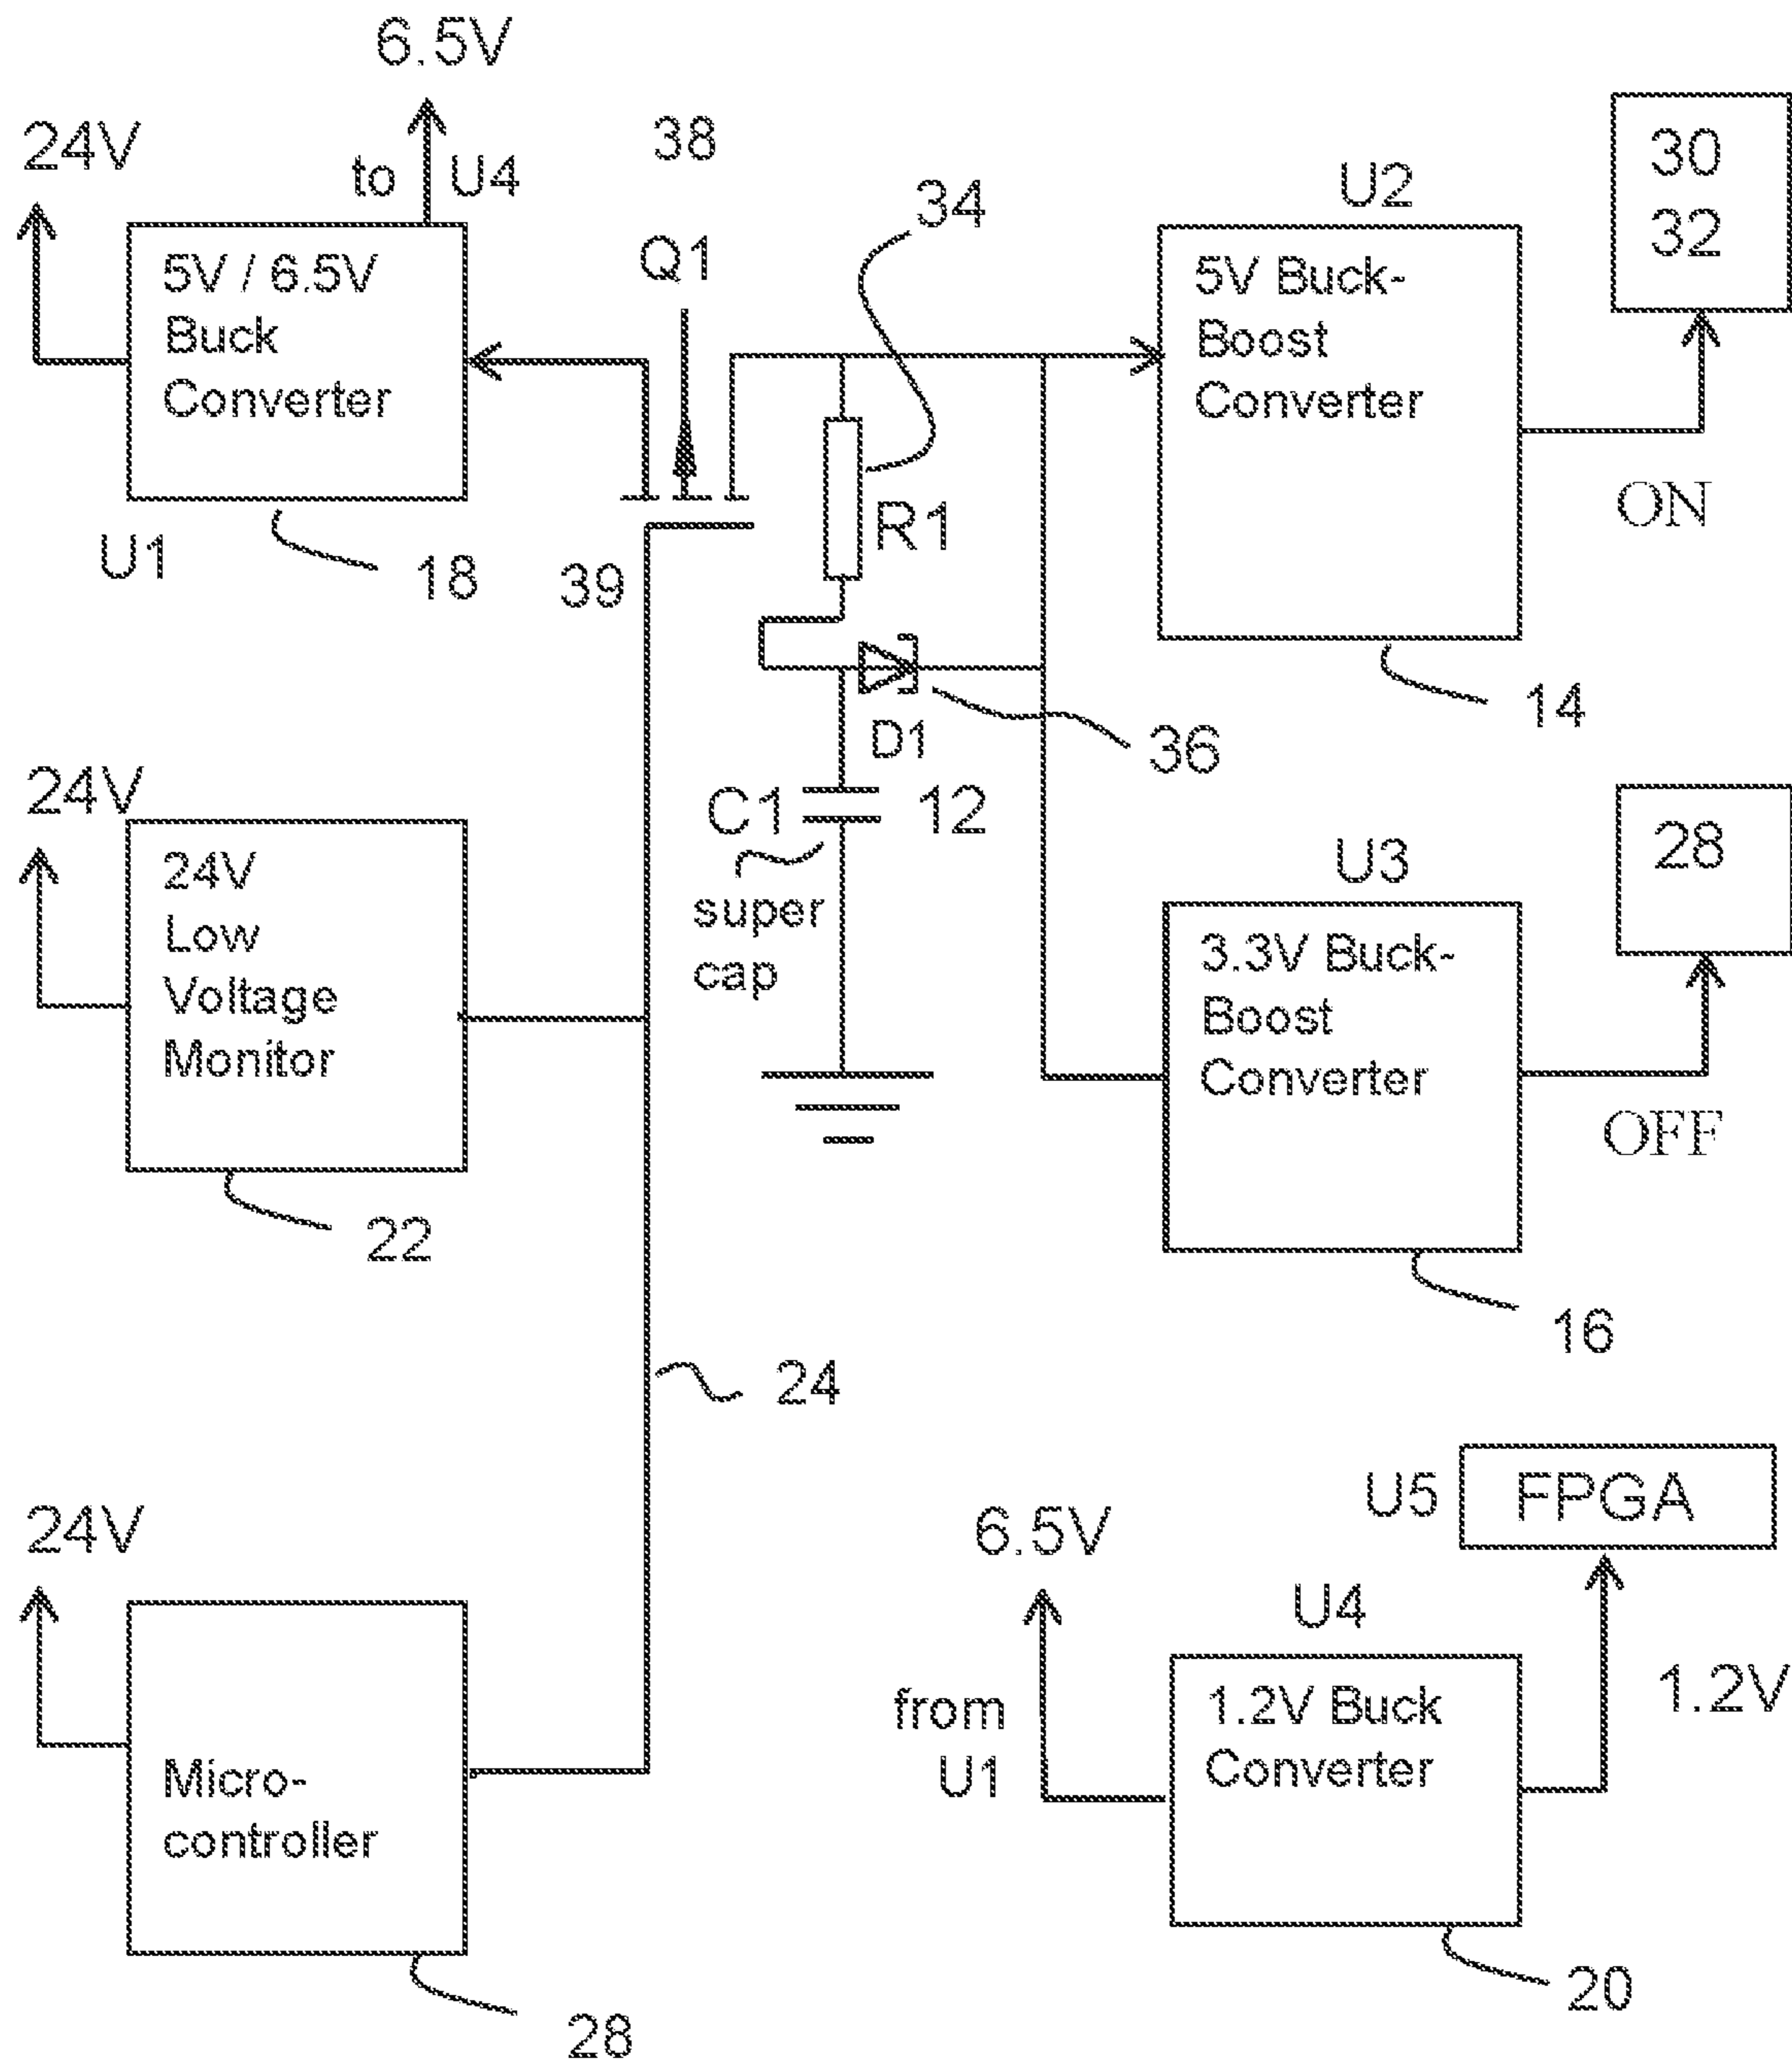 6.5V
24V
to U4
38
34
U2
30
32
5V / 6.5V
Buck
Converter
Q1
5V Buck-
Boost
Converter
ON
R1
U1
18
39
14
D1
36
24V
C1
12
super
cap
24V
Low
Voltage
Monitor
U3
28
3.3V Buck-
Boost
Converter
OFF
22
16
24
U5
FPGA
24V
6.5V
U4
1.2V
from
U1
1.2V Buck
Converter
Micro-
controller
20
28